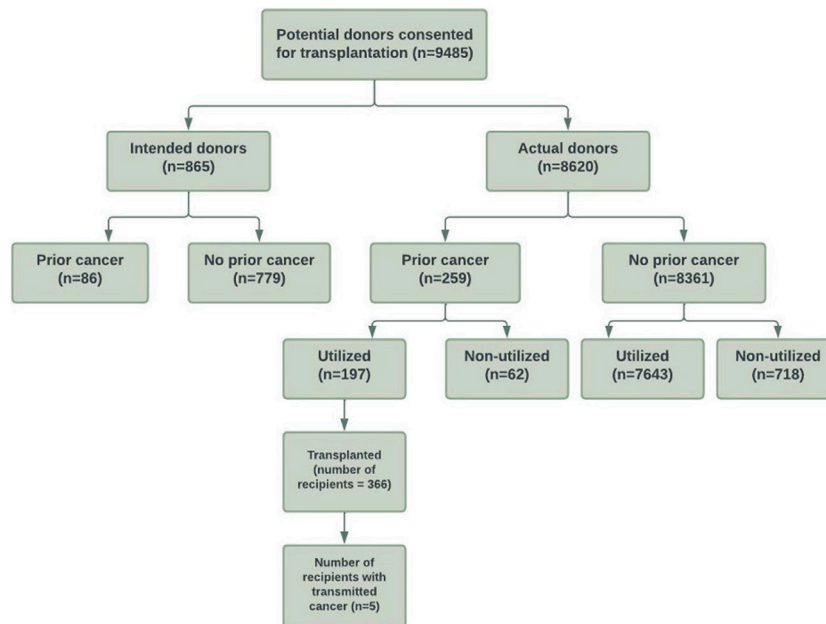 Potential donors consented
for transplantation (n=9485)
Intended donors
(n=865)
Actual donors
(n=8620)
Prior cancer
(n=86)
No prior cancer
(n=779)
Prior cancer
(n=259)
No prior cancer
(n=8361)
Utilized
(n=197)
Non-utilized
(n=62)
Utilized
(n=7643)
Non-utilized
(n=718)
Transplanted
(number of
recipients = 366)
Number of
recipients with
transmitted
cancer (n=5)